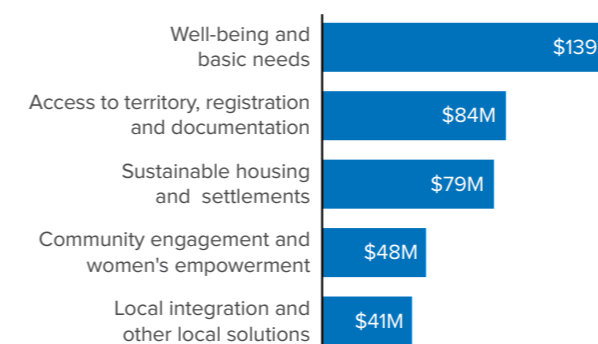 Well-being and
basic needs
$139
Access to territory, registration
and documentation
$84M
Sustainable housing
and settlements
$79M
Community engagement and
women's empowerment
$48M
Local integration and
other local solutions
$41M